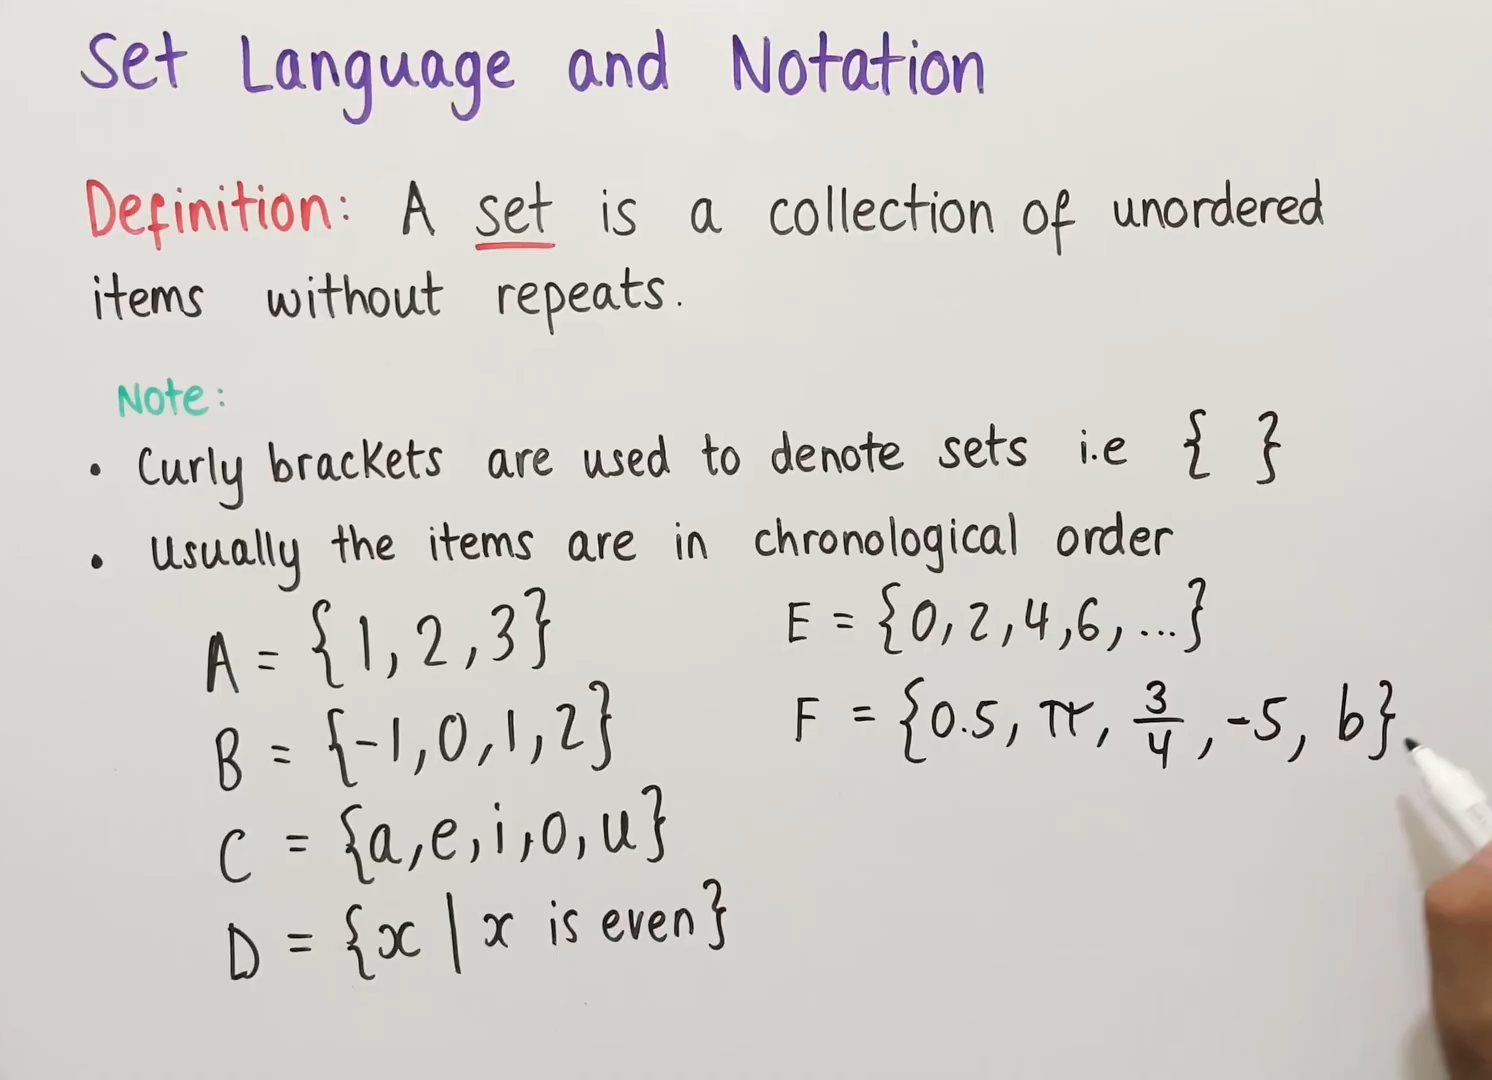 Set Language and Notation
Definition: A set is a collection of unordered
items without repeats.
Note:
• Curly brackets are used to denote sets i.e { }
• Usually the items are in chronological order
A = {1, 2, 3}
B = {-1, 0, 1, 2}
C = {a, e, i, o, u}
D = {x | x is even}
E = {0, 2, 4, 6, ...}
F = {0.5, π, 3/4, -5, b}